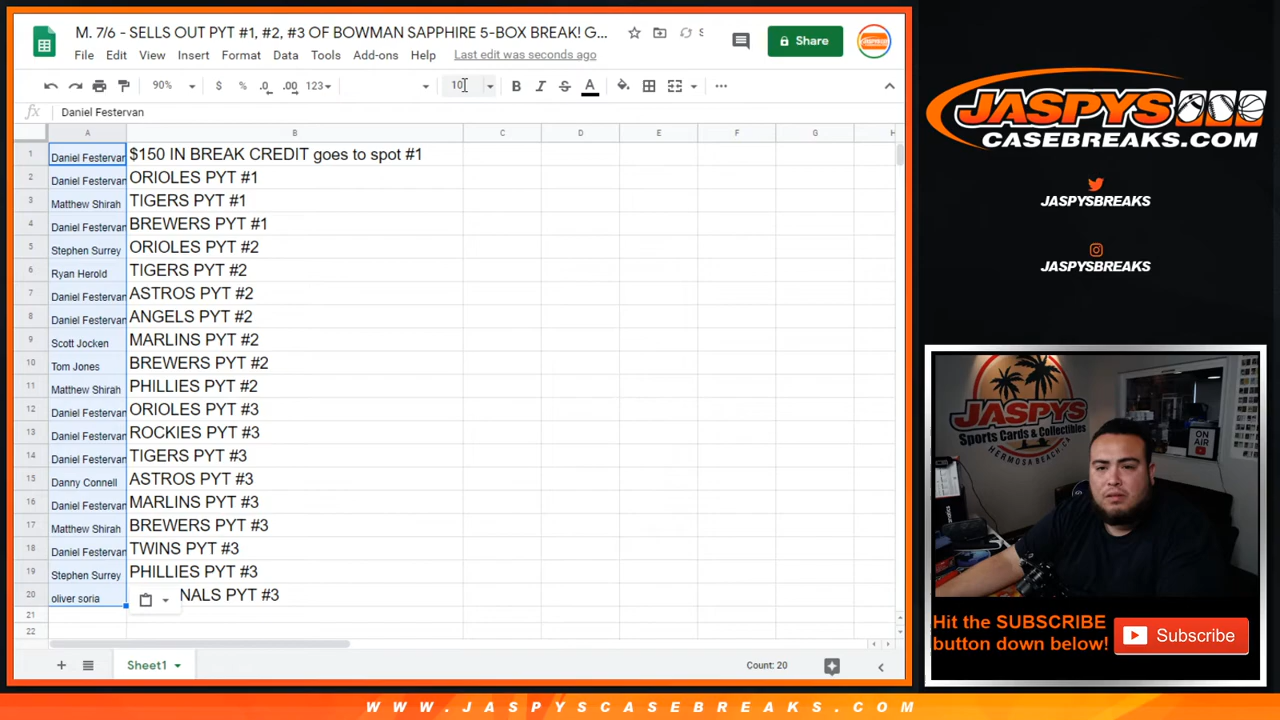 M. 7/6 - SELLS OUT PYT #1, #2, #3 OF BOWMAN SAPPHIRE 5-BOX BREAK! G...
S
Share
File Edit View Insert Format Data Tools Add-ons Help Last edit was seconds ago
90% $ % .0 .00 123 10 B I S A
fx Daniel Festervan
A B C D E F G H
1 Daniel Festervan $150 IN BREAK CREDIT goes to spot #1
2 Daniel Festervan ORIOLES PYT #1
3 Matthew Shirah TIGERS PYT #1
4 Daniel Festervan BREWERS PYT #1
5 Stephen Surrey ORIOLES PYT #2
6 Ryan Herold TIGERS PYT #2
7 Daniel Festervan ASTROS PYT #2
8 Daniel Festervan ANGELS PYT #2
9 Scott Jocken MARLINS PYT #2
10 Tom Jones BREWERS PYT #2
11 Matthew Shirah PHILLIES PYT #2
12 Daniel Festervan ORIOLES PYT #3
13 Daniel Festervan ROCKIES PYT #3
14 Daniel Festervan TIGERS PYT #3
15 Danny Connell ASTROS PYT #3
16 Daniel Festervan MARLINS PYT #3
17 Matthew Shirah BREWERS PYT #3
18 Daniel Festervan TWINS PYT #3
19 Stephen Surrey PHILLIES PYT #3
20 oliver soria NALS PYT #3
21
22
Sheet1
Count: 20
JASPYS
CASEBREAKS.COM
JASPYSBREAKS
JASPYSBREAKS
JASPYS
Sports Cards & Collectibles
HERMOSA BEACH, CA
ON AIR
Hit the SUBSCRIBE
button down below!
Subscribe
WWW.JASPYSCASEBREAKS.COM